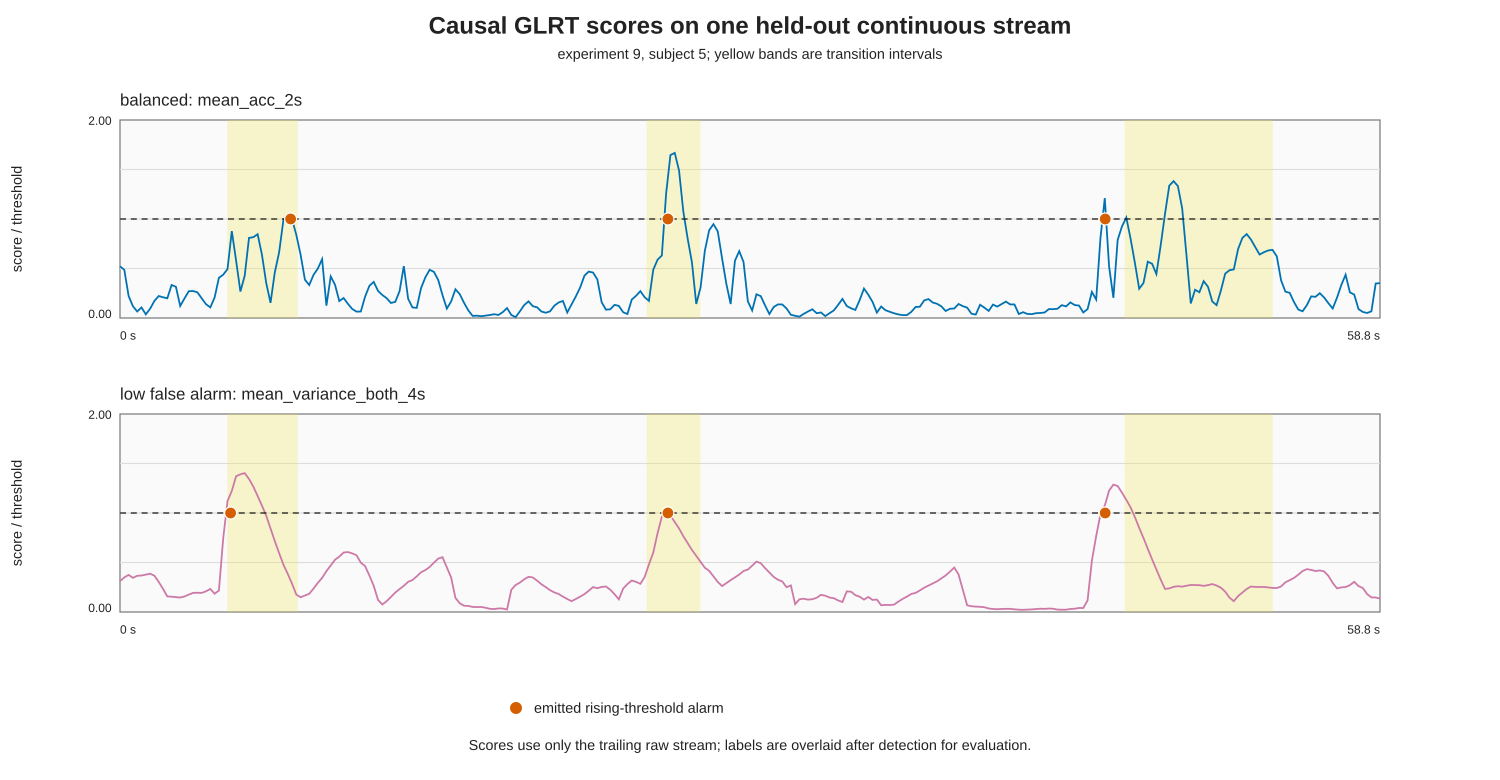 Causal GLRT scores on one held-out continuous stream
experiment 9, subject 5; yellow bands are transition intervals
balanced: mean_acc_2s
2.00
score / threshold
0.00
0 s
58.8 s
low false alarm: mean_variance_both_4s
2.00
score / threshold
0.00
0 s
58.8 s
emitted rising-threshold alarm
Scores use only the trailing raw stream; labels are overlaid after detection for evaluation.